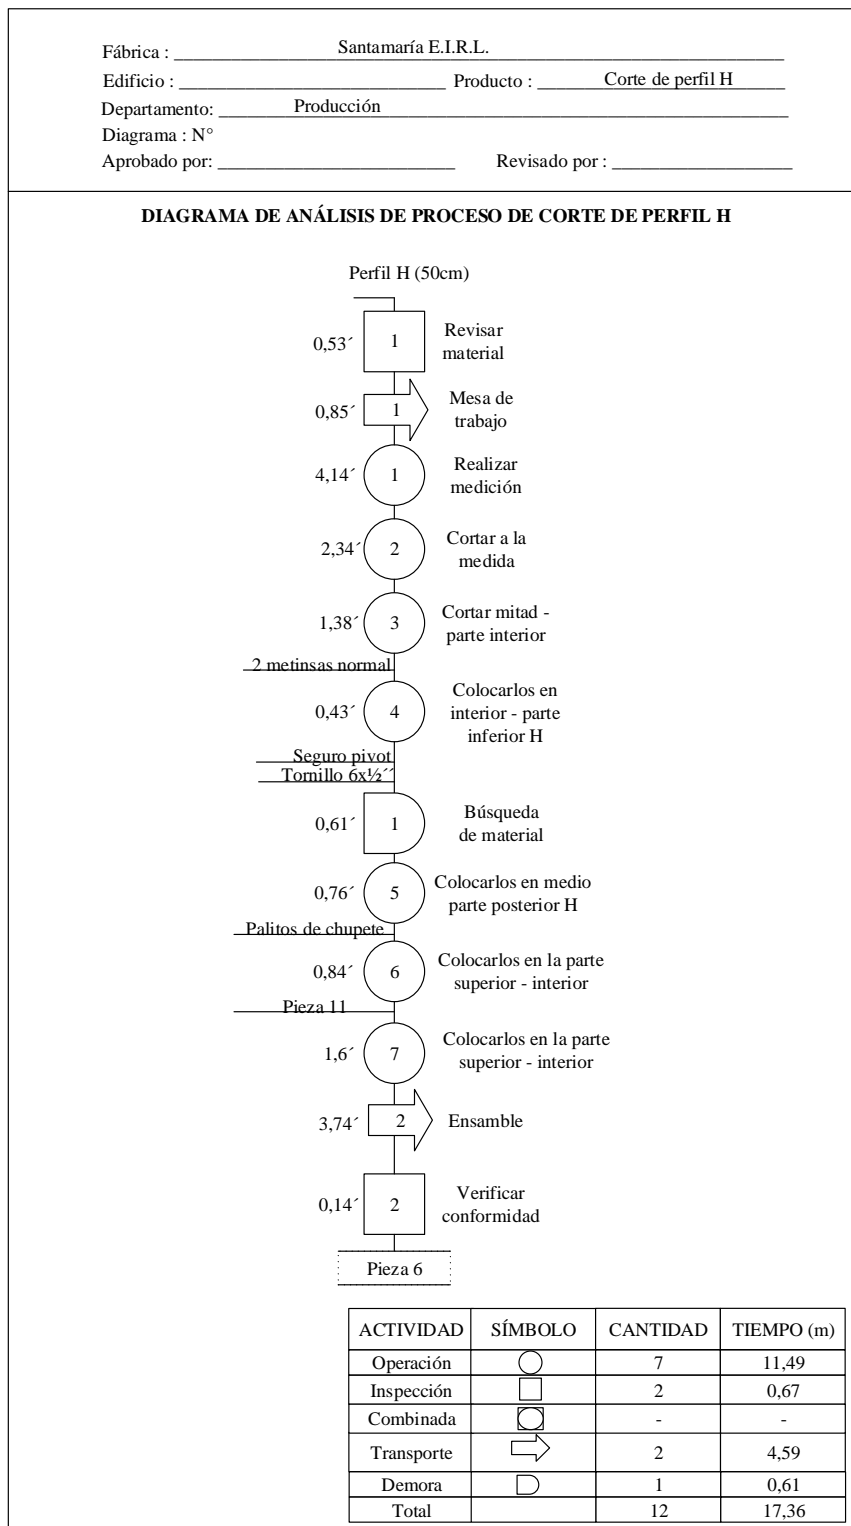 Fábrica : Santamaría E.I.R.L.
Edificio : Producto : Corte de perfil H
Departamento: Producción
Diagrama : N°
Aprobado por: Revisado por :
DIAGRAMA DE ANÁLISIS DE PROCESO DE CORTE DE PERFIL H
Perfil H (50cm)
0,53´ 1 Revisar
material
0,85´ 1 Mesa de
trabajo
4,14´ 1 Realizar
medición
2,34´ 2 Cortar a la
medida
1,38´ 3 Cortar mitad -
parte interior
2 metinsas normal
0,43´ 4 Colocarlos en
interior - parte
inferior H
Seguro pivot
Tornillo 6x½´´
0,61´ 1 Búsqueda
de material
0,76´ 5 Colocarlos en medio
parte posterior H
Palitos de chupete
0,84´ 6 Colocarlos en la parte
superior - interior
Pieza 11
1,6´ 7 Colocarlos en la parte
superior - interior
3,74´ 2 Ensamble
0,14´ 2 Verificar
conformidad
Pieza 6
ACTIVIDAD SÍMBOLO CANTIDAD TIEMPO (m)
Operación 7 11,49
Inspección 2 0,67
Combinada - -
Transporte 2 4,59
Demora 1 0,61
Total 12 17,36